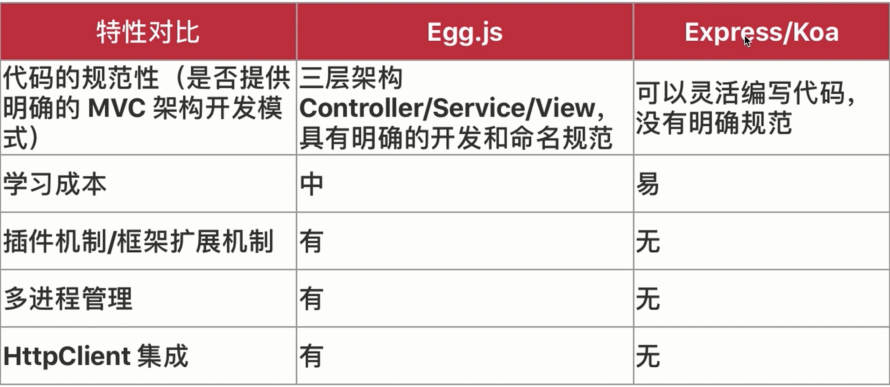 特性对比
Egg.js
Express/Koa
代码的规范性（是否提供
明确的 MVC 架构开发模
式）
三层架构
Controller/Service/View，
具有明确的开发和命名规范
可以灵活编写代码，
没有明确规范
学习成本
中
易
插件机制/框架扩展机制
有
无
多进程管理
有
无
HttpClient 集成
有
无